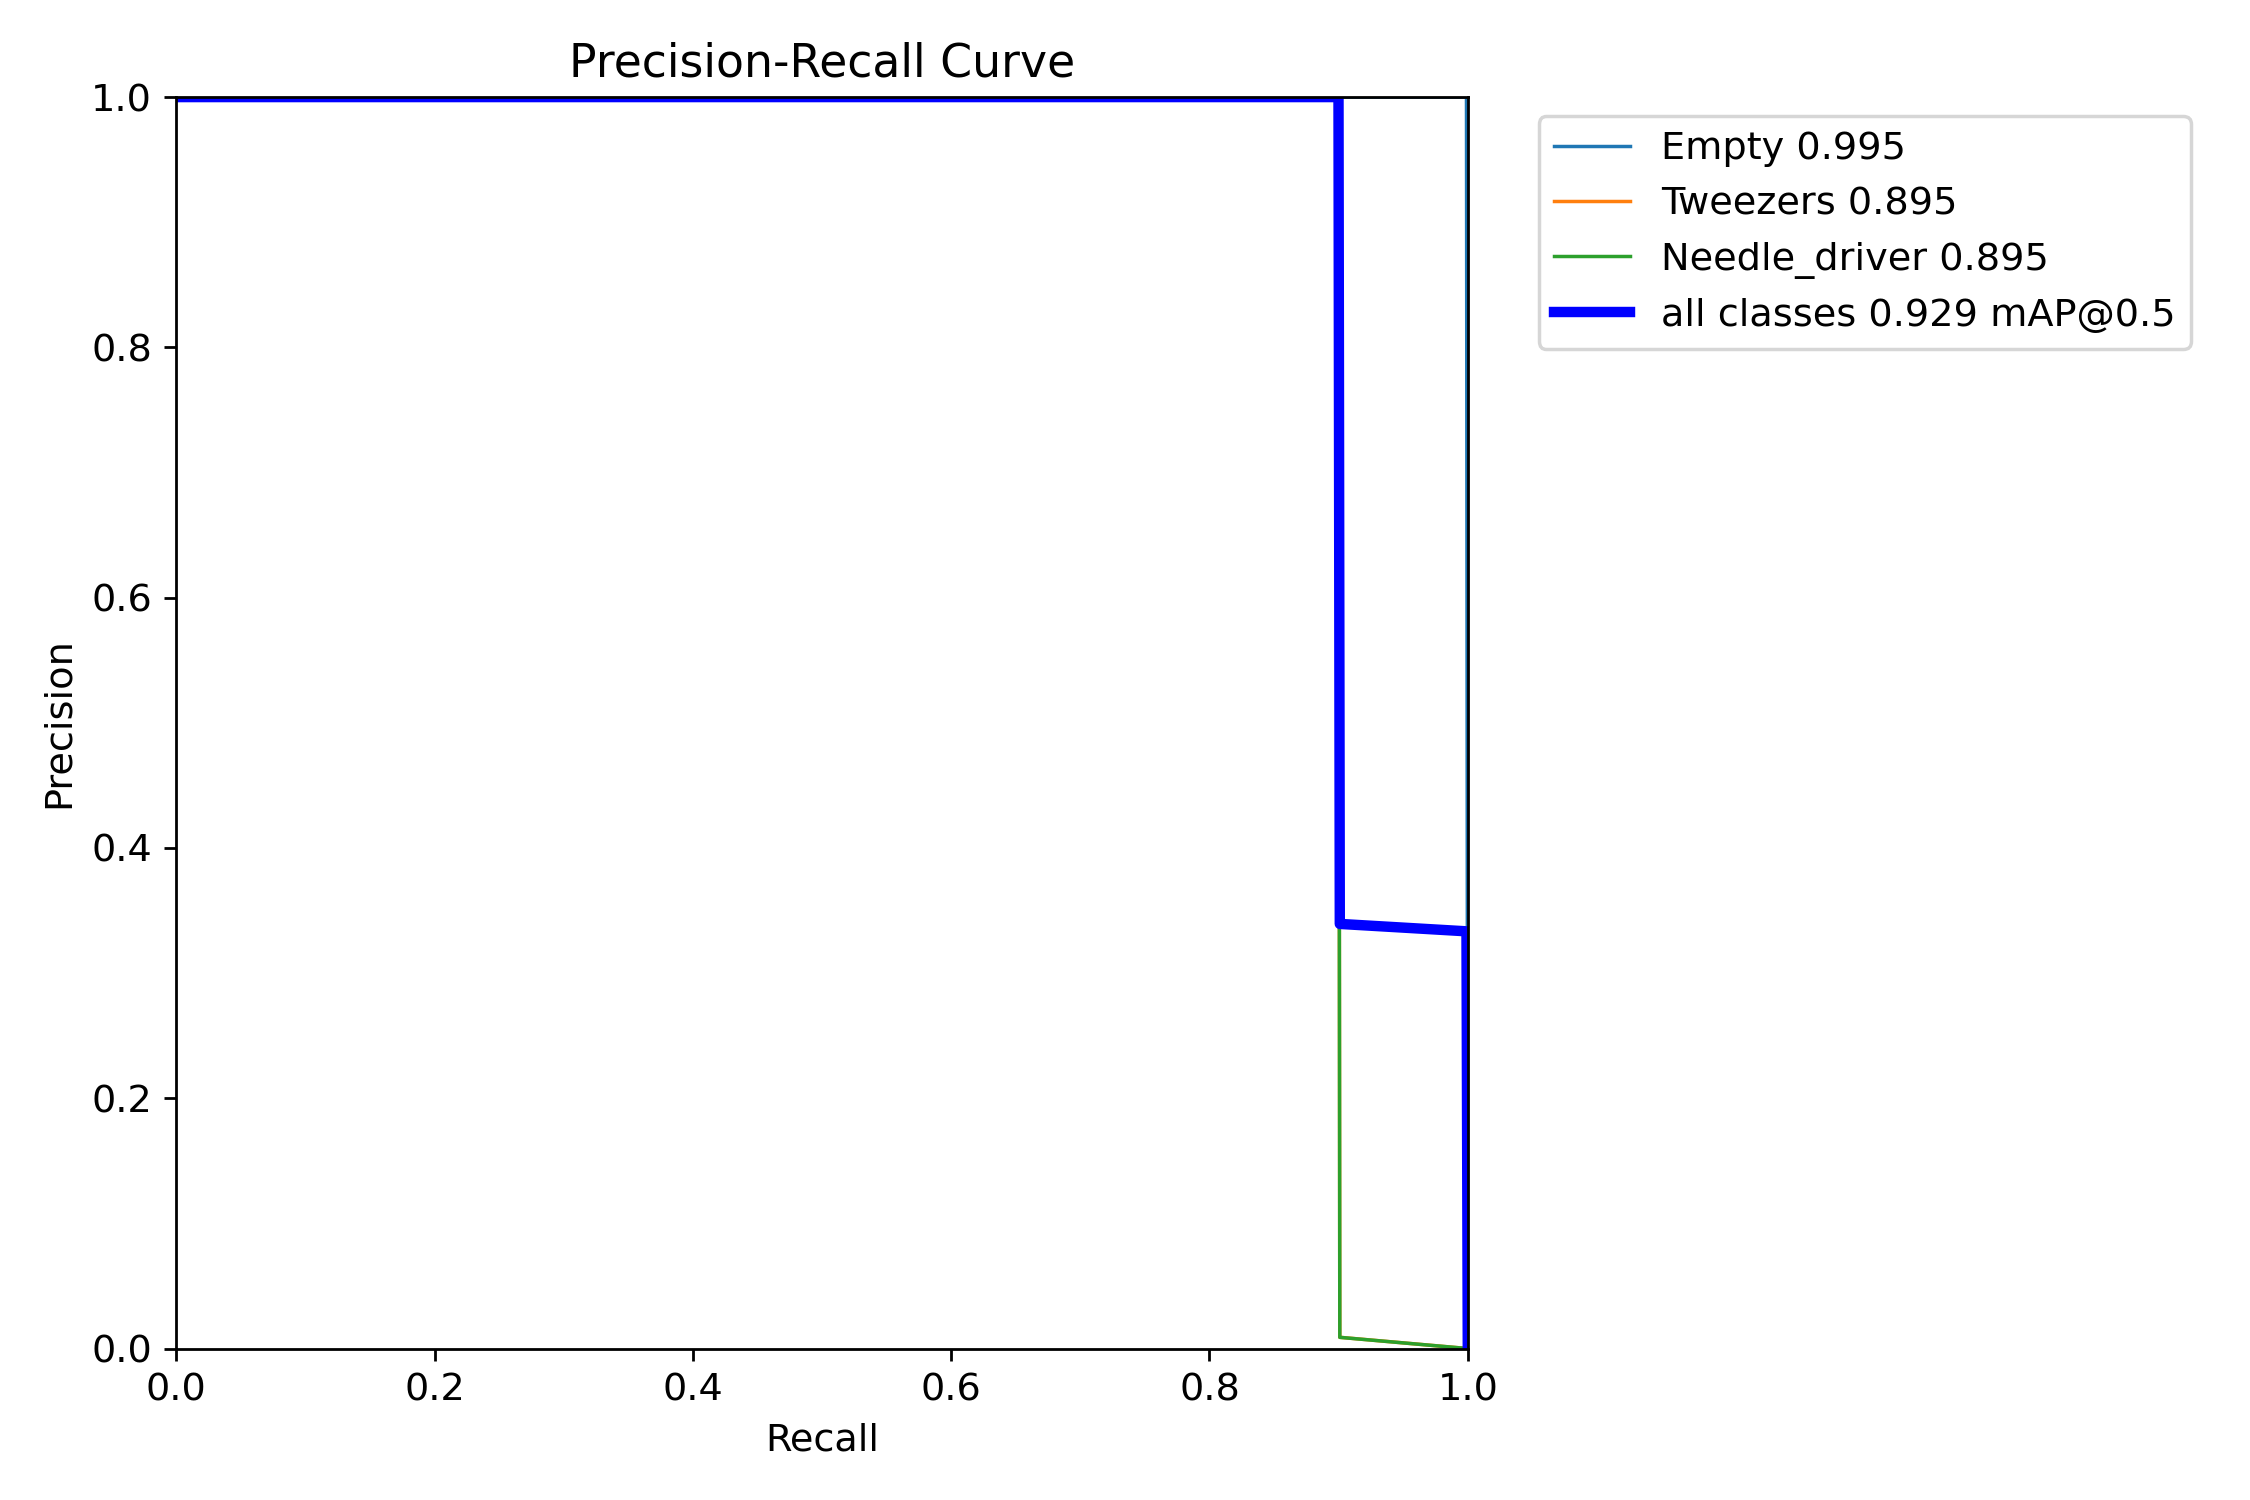 Precision-Recall Curve
1.0
0.8
0.6
0.4
0.2
0.0
Precision
0.0 0.2 0.4 0.6 0.8 1.0
Recall
Empty 0.995
Tweezers 0.895
Needle_driver 0.895
all classes 0.929 mAP@0.5